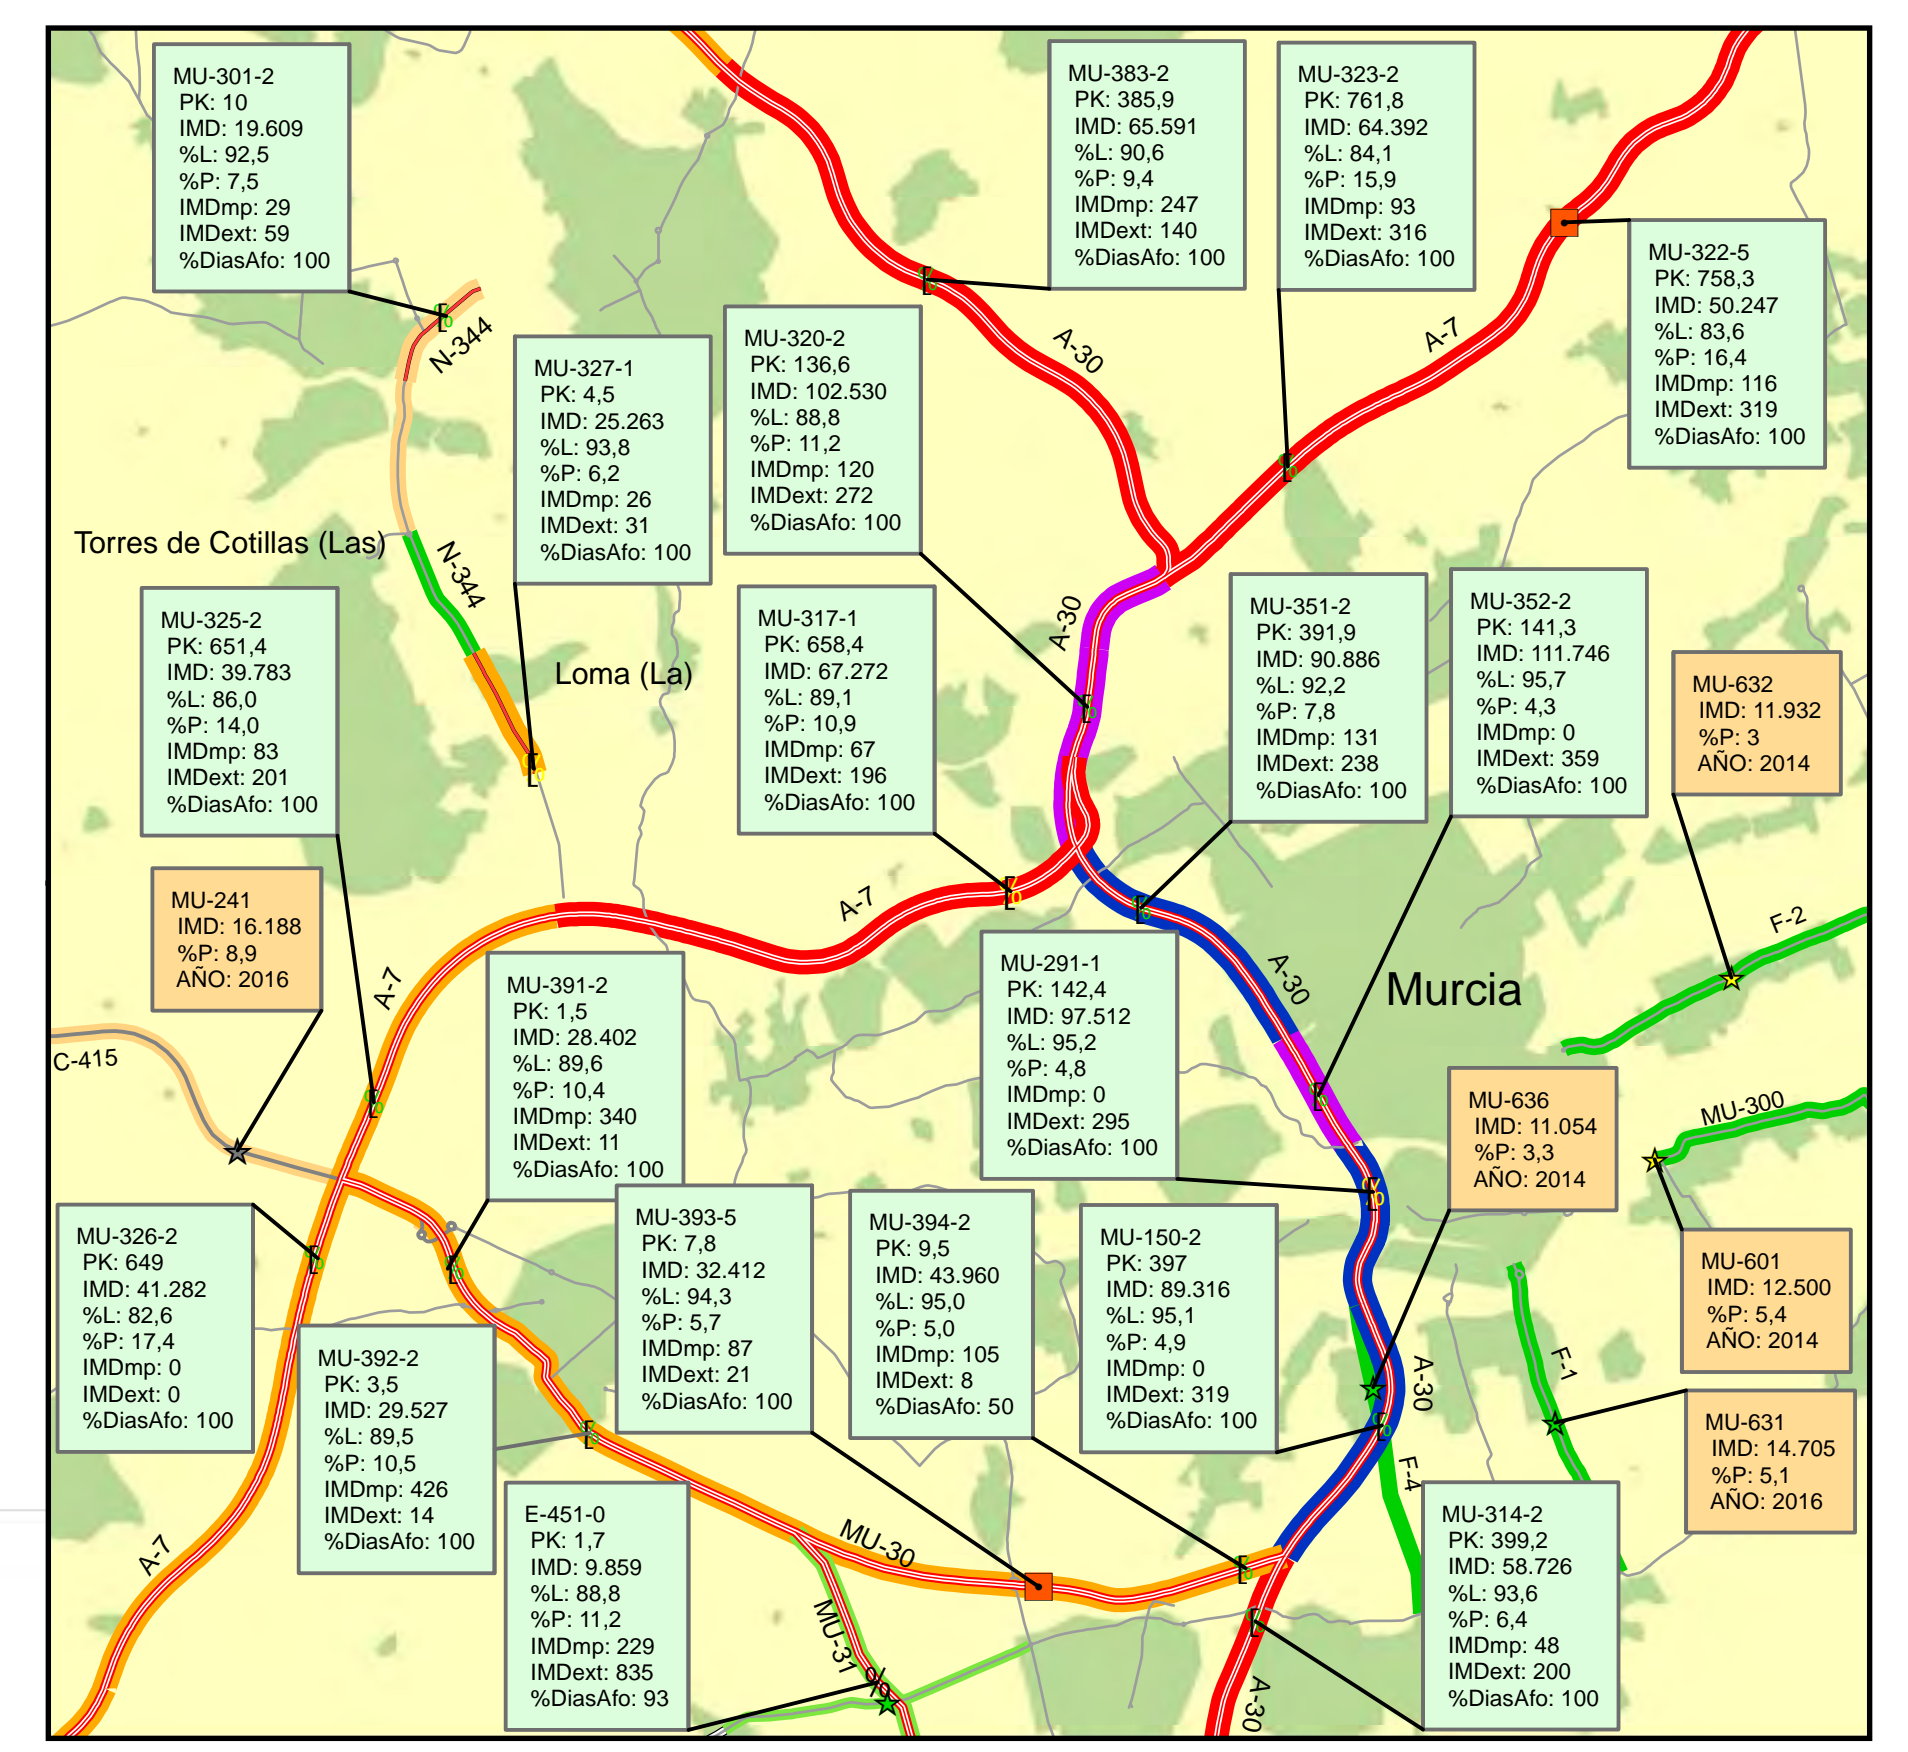 MU-301-2
PK: 10
IMD: 19.609
%L: 92,5
%P: 7,5
IMDmp: 29
IMDext: 59
%DiasAfo: 100
MU-383-2
PK: 385,9
IMD: 65.591
%L: 90,6
%P: 9,4
IMDmp: 247
IMDext: 140
%DiasAfo: 100
MU-323-2
PK: 761,8
IMD: 64.392
%L: 84,1
%P: 15,9
IMDmp: 93
IMDext: 316
%DiasAfo: 100
MU-322-5
PK: 758,3
IMD: 50.247
%L: 83,6
%P: 16,4
IMDmp: 116
IMDext: 319
%DiasAfo: 100
N-344
A-30
A-7
MU-327-1
PK: 4,5
IMD: 25.263
%L: 93,8
%P: 6,2
IMDmp: 26
IMDext: 31
%DiasAfo: 100
MU-320-2
PK: 136,6
IMD: 102.530
%L: 88,8
%P: 11,2
IMDmp: 120
IMDext: 272
%DiasAfo: 100
Torres de Cotillas (Las)
N-344
MU-325-2
PK: 651,4
IMD: 39.783
%L: 86,0
%P: 14,0
IMDmp: 83
IMDext: 201
%DiasAfo: 100
Loma (La)
MU-317-1
PK: 658,4
IMD: 67.272
%L: 89,1
%P: 10,9
IMDmp: 67
IMDext: 196
%DiasAfo: 100
A-30
MU-351-2
PK: 391,9
IMD: 90.886
%L: 92,2
%P: 7,8
IMDmp: 131
IMDext: 238
%DiasAfo: 100
MU-352-2
PK: 141,3
IMD: 111.746
%L: 95,7
%P: 4,3
IMDmp: 0
IMDext: 359
%DiasAfo: 100
MU-632
IMD: 11.932
%P: 3
AÑO: 2014
MU-241
IMD: 16.188
%P: 8,9
AÑO: 2016
A-7
A-7
F-2
C-415
MU-391-2
PK: 1,5
IMD: 28.402
%L: 89,6
%P: 10,4
IMDmp: 340
IMDext: 11
%DiasAfo: 100
MU-291-1
PK: 142,4
IMD: 97.512
%L: 95,2
%P: 4,8
IMDmp: 0
IMDext: 295
%DiasAfo: 100
A-30
Murcia
MU-636
IMD: 11.054
%P: 3,3
AÑO: 2014
MU-300
MU-326-2
PK: 649
IMD: 41.282
%L: 82,6
%P: 17,4
IMDmp: 0
IMDext: 0
%DiasAfo: 100
MU-393-5
PK: 7,8
IMD: 32.412
%L: 94,3
%P: 5,7
IMDmp: 87
IMDext: 21
%DiasAfo: 100
MU-394-2
PK: 9,5
IMD: 43.960
%L: 95,0
%P: 5,0
IMDmp: 105
IMDext: 8
%DiasAfo: 50
MU-150-2
PK: 397
IMD: 89.316
%L: 95,1
%P: 4,9
IMDmp: 0
IMDext: 319
%DiasAfo: 100
MU-601
IMD: 12.500
%P: 5,4
AÑO: 2014
MU-392-2
PK: 3,5
IMD: 29.527
%L: 89,5
%P: 10,5
IMDmp: 426
IMDext: 14
%DiasAfo: 100
A-30
F-1
MU-631
IMD: 14.705
%P: 5,1
AÑO: 2016
F-4
E-451-0
PK: 1,7
IMD: 9.859
%L: 88,8
%P: 11,2
IMDmp: 229
IMDext: 835
%DiasAfo: 93
MU-314-2
PK: 399,2
IMD: 58.726
%L: 93,6
%P: 6,4
IMDmp: 48
IMDext: 200
%DiasAfo: 100
A-7
MU-30
MU-31
A-30